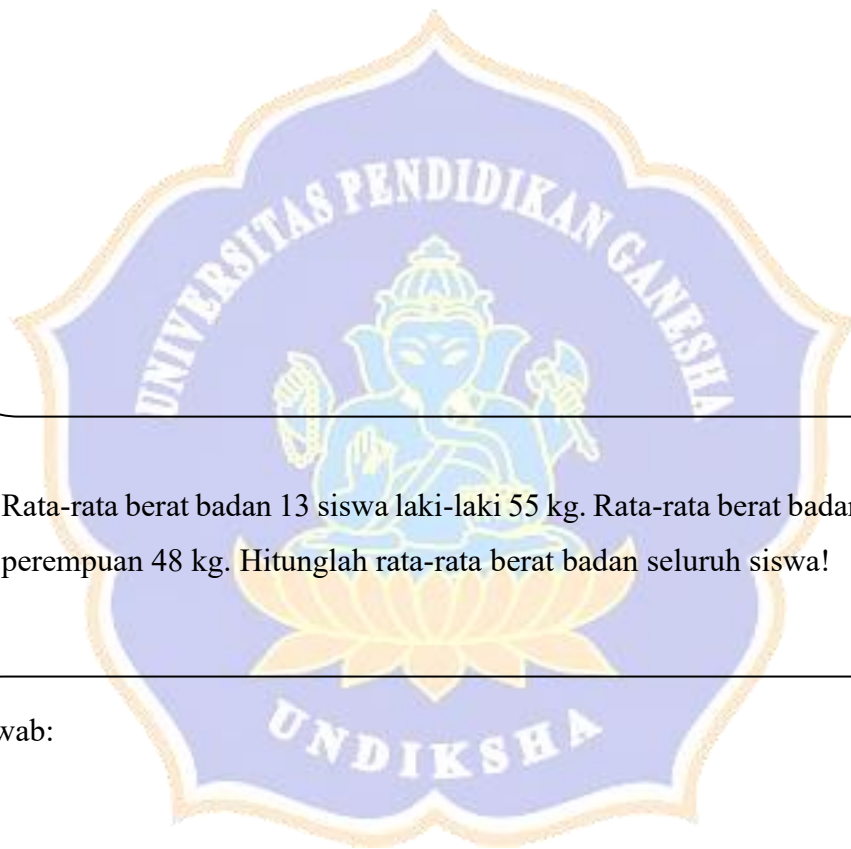 UNIVERSITAS PENDIDIKAN GANESHA
Rata-rata berat badan 13 siswa laki-laki 55 kg. Rata-rata berat badan
perempuan 48 kg. Hitunglah rata-rata berat badan seluruh siswa!
wab:
UNDIKSHA